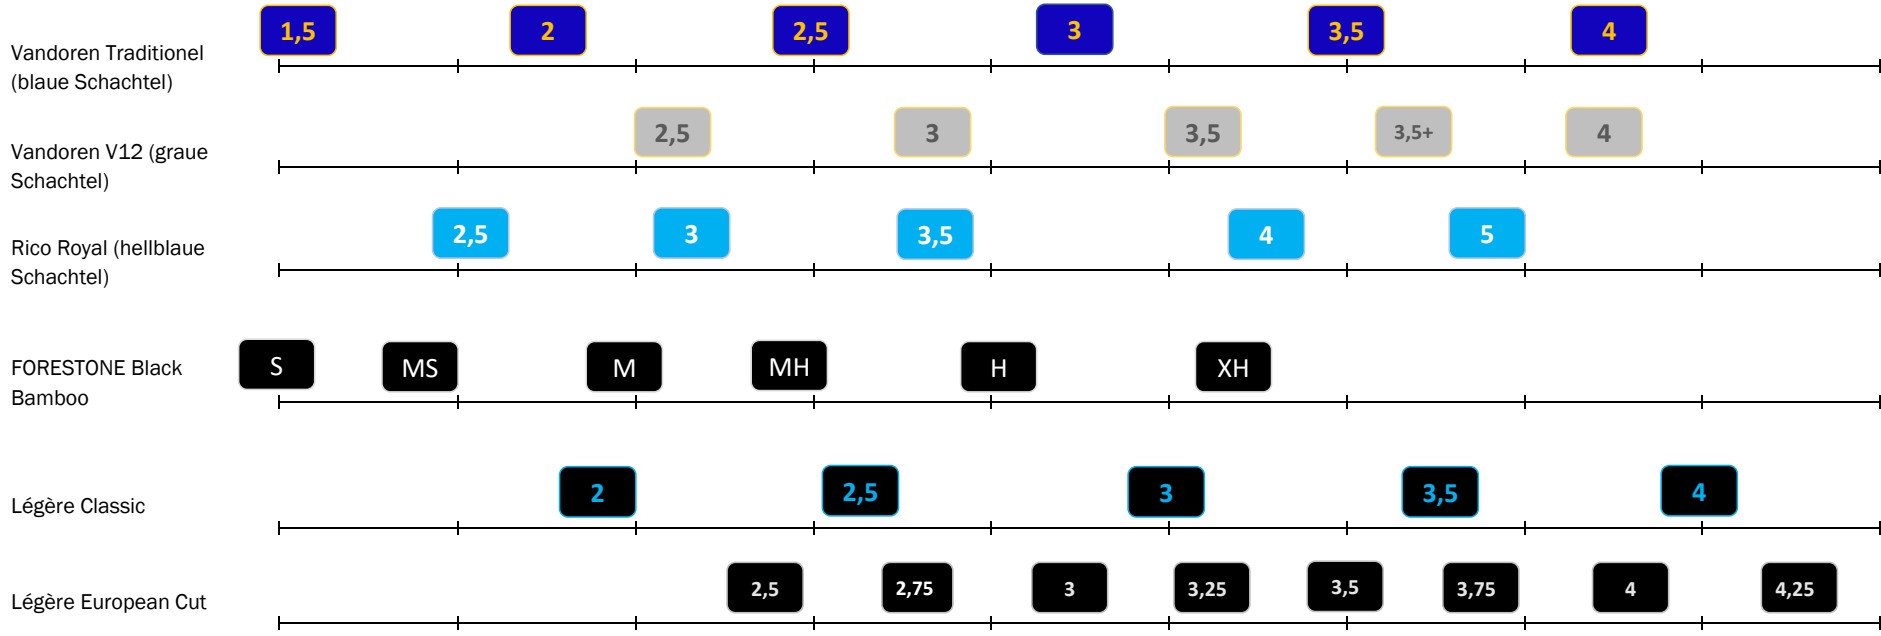 1,5 2 2,5 3 3,5 4
Vandoren Traditionel
(blaue Schachtel)
2,5 3 3,5 3,5+ 4
Vandoren V12 (graue
Schachtel)
2,5 3 3,5 4 5
Rico Royal (hellblaue
Schachtel)
S MS M MH H XH
FORESTONE Black
Bamboo
2 2,5 3 3,5 4
Légère Classic
2,5 2,75 3 3,25 3,5 3,75 4 4,25
Légère European Cut